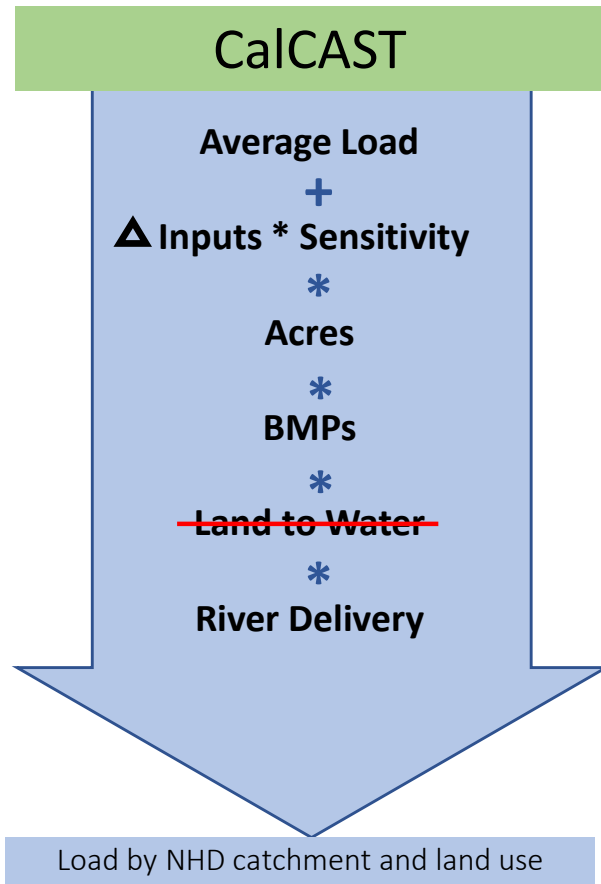 CalCAST
Average Load
+
Δ Inputs * Sensitivity
*
Acres
*
BMPs
*
Land to Water
*
River Delivery
Load by NHD catchment and land use